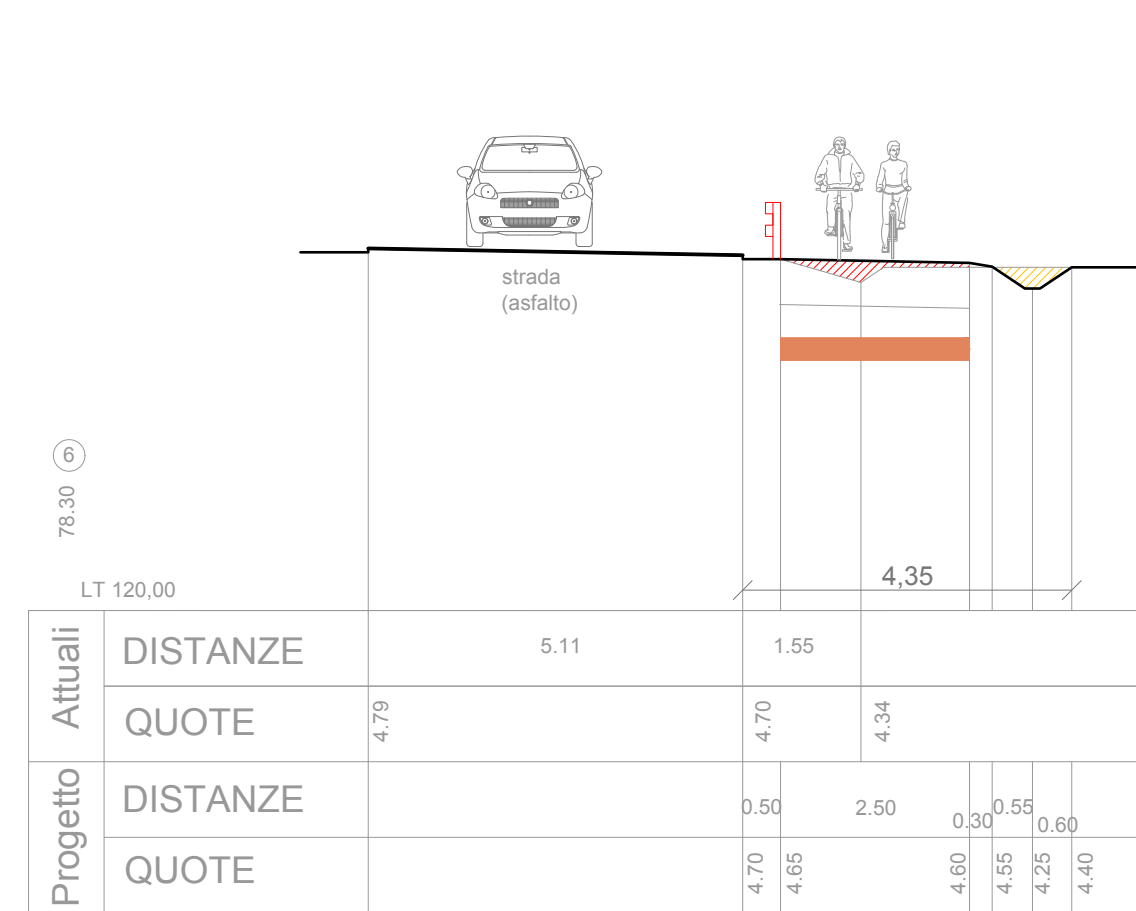 strada
(asfalto)
6
78.30
LT 120,00
4,35
Attuali
DISTANZE
5.11
1.55
QUOTE
4.79
4.70
4.34
Progetto
DISTANZE
0.50
2.50
0.30
0.55
0.60
QUOTE
4.70
4.65
4.60
4.55
4.25
4.40